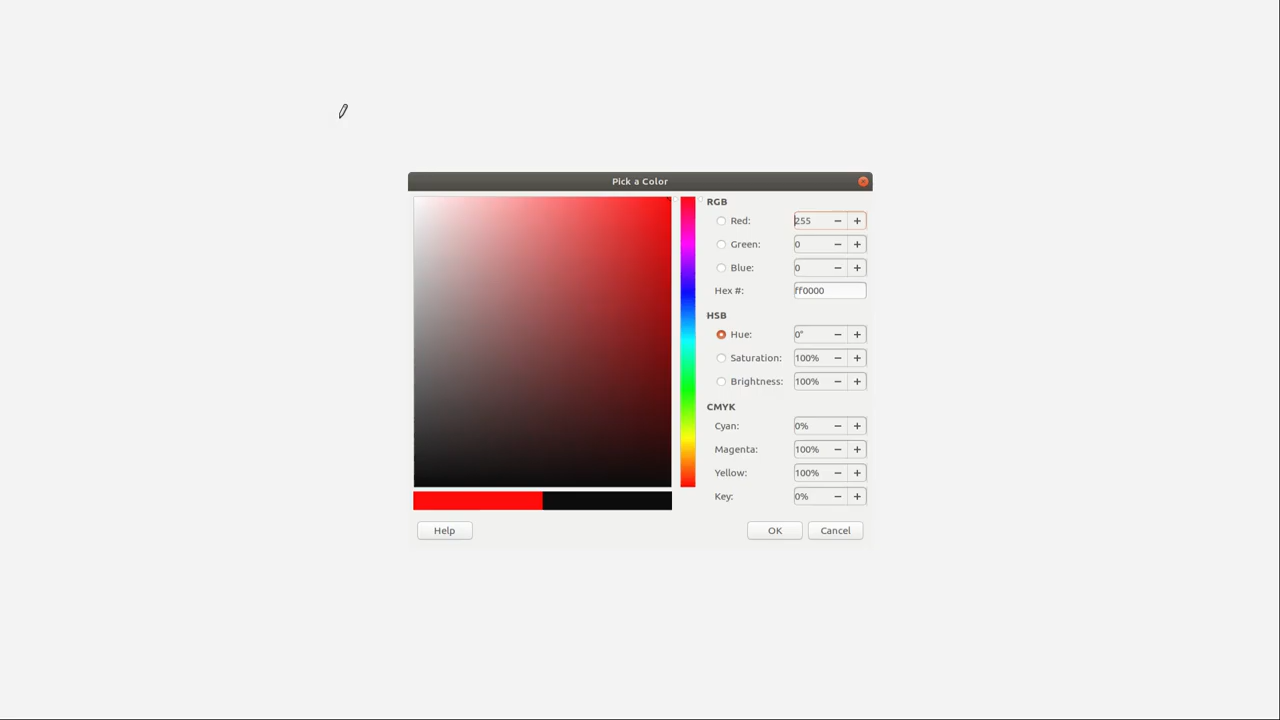 Pick a Color
RGB
Red: 255 − +
Green: 0 − +
Blue: 0 − +
Hex #: ff0000
HSB
Hue: 0° − +
Saturation: 100% − +
Brightness: 100% − +
CMYK
Cyan: 0% − +
Magenta: 100% − +
Yellow: 100% − +
Key: 0% − +
Help OK Cancel